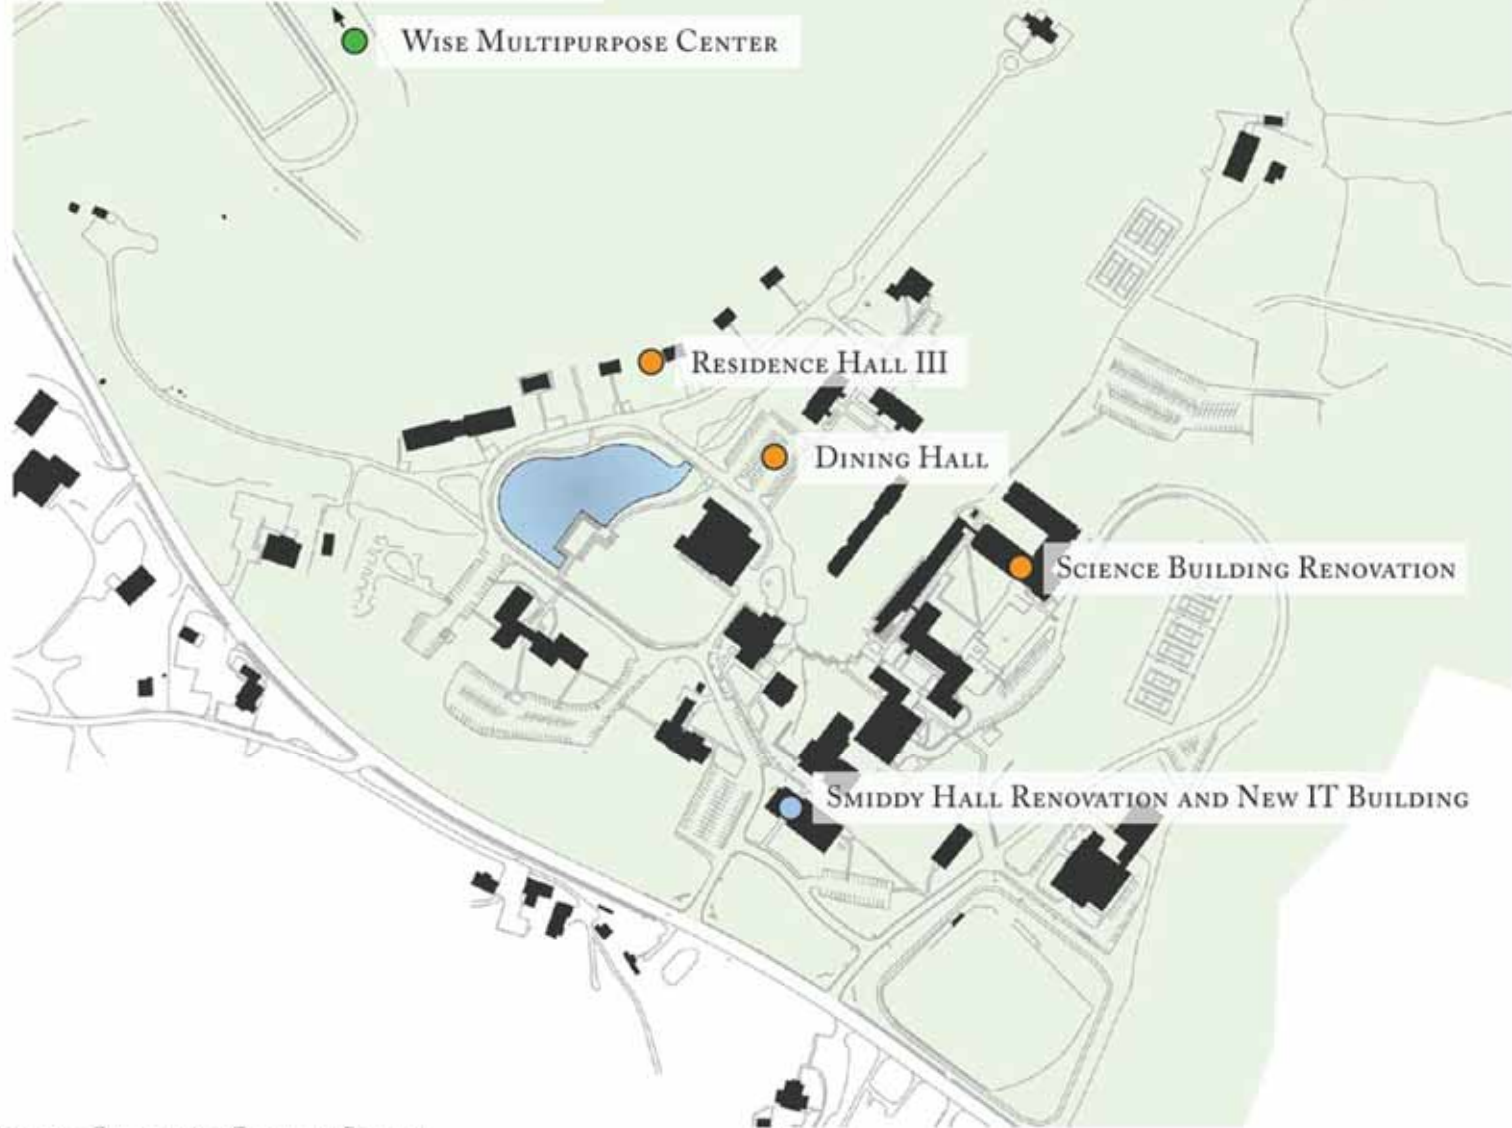 Wise Multipurpose Center
Residence Hall III
Dining Hall
Science Building Renovation
Smiddy Hall Renovation and New IT Building